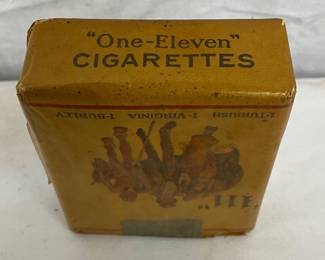 "One-Eleven"
CIGARETTES
1-TURKISH 1-VIRGINIA 1-BURLEY
"111"